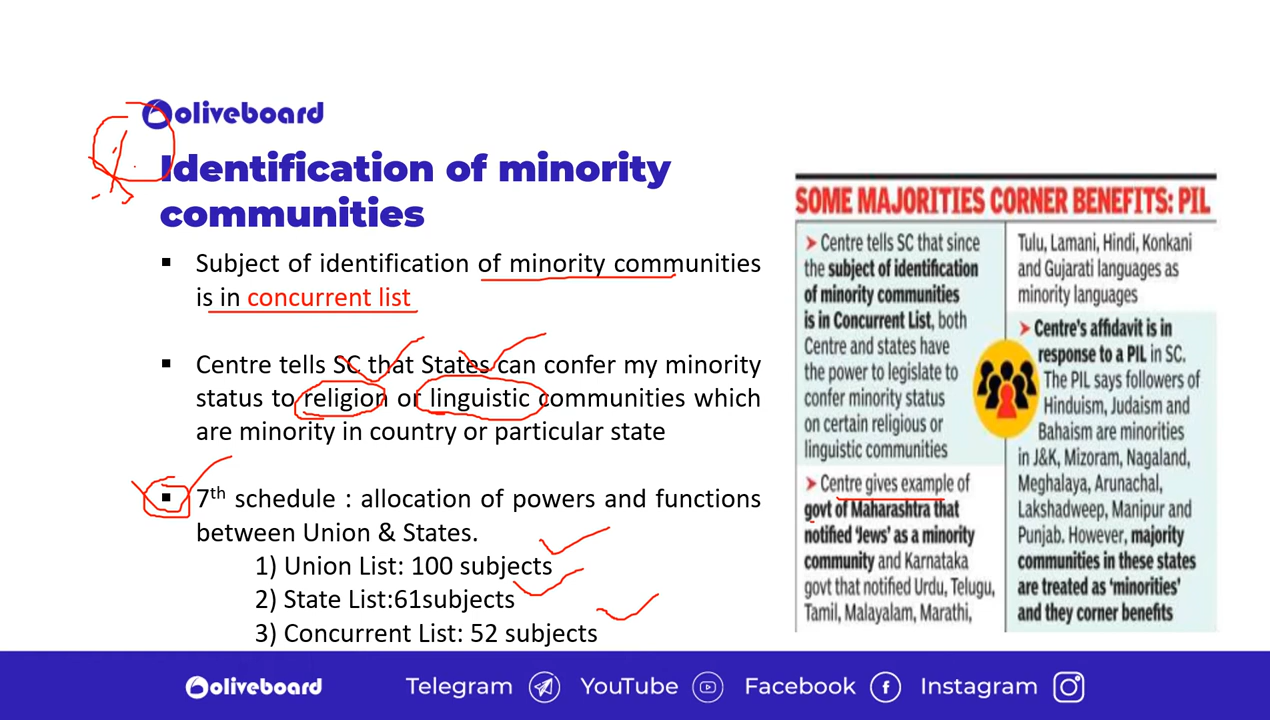 oliveboard
Identification of minority
communities
▪ Subject of identification of minority communities
is in concurrent list
▪ Centre tells SC that States can confer my minority
status to religion or linguistic communities which
are minority in country or particular state
▪ 7th schedule : allocation of powers and functions
between Union & States.
1) Union List: 100 subjects
2) State List:61subjects
3) Concurrent List: 52 subjects
SOME MAJORITIES CORNER BENEFITS: PIL
➤ Centre tells SC that since
the subject of identification
of minority communities
is in Concurrent List, both
Centre and states have
the power to legislate to
confer minority status
on certain religious or
linguistic communities
➤ Centre gives example of
govt of Maharashtra that
notified ‘Jews’ as a minority
community and Karnataka
govt that notified Urdu, Telugu,
Tamil, Malayalam, Marathi,
Tulu, Lamani, Hindi, Konkani
and Gujarati languages as
minority languages
➤ Centre's affidavit is in
response to a PIL in SC.
The PIL says followers of
Hinduism, Judaism and
Bahaism are minorities
in J&K, Mizoram, Nagaland,
Meghalaya, Arunachal,
Lakshadweep, Manipur and
Punjab. However, majority
communities in these states
are treated as ‘minorities’
and they corner benefits
oliveboard Telegram YouTube Facebook Instagram